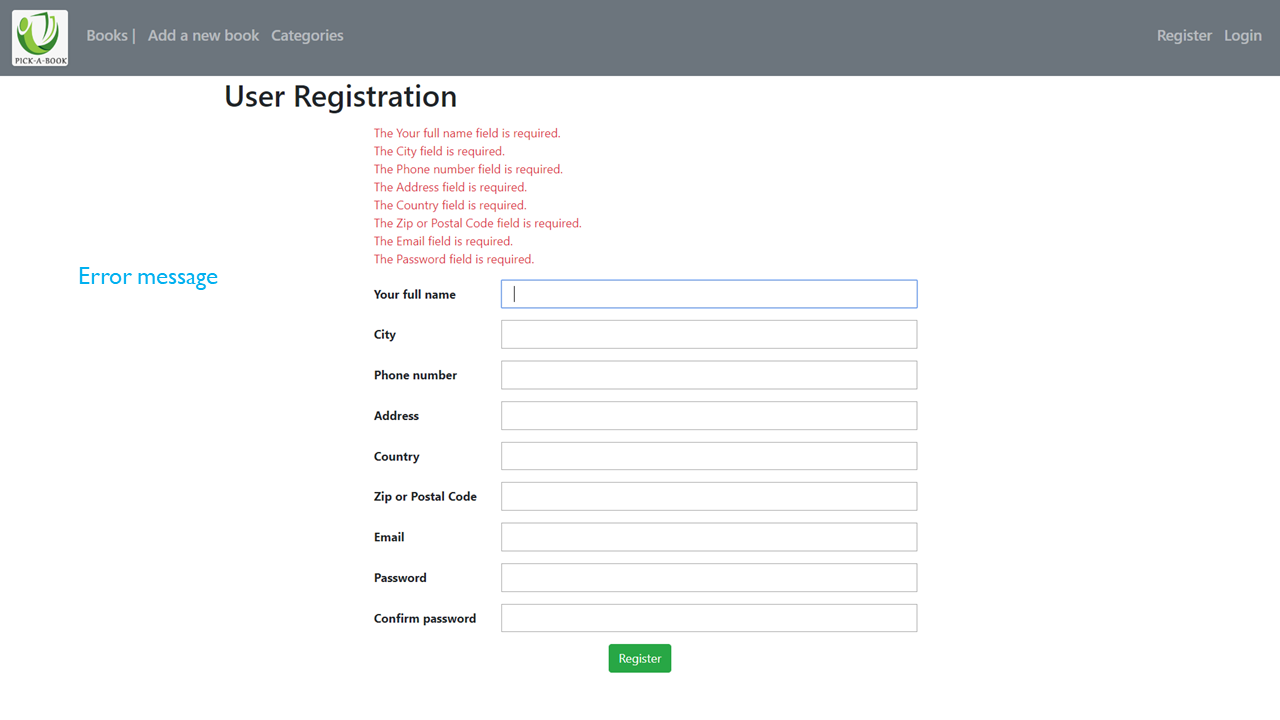 PICK-A-BOOK
Books | Add a new book Categories Register Login
User Registration
The Your full name field is required.
The City field is required.
The Phone number field is required.
The Address field is required.
The Country field is required.
The Zip or Postal Code field is required.
The Email field is required.
The Password field is required.
Error message
Your full name
City
Phone number
Address
Country
Zip or Postal Code
Email
Password
Confirm password
Register